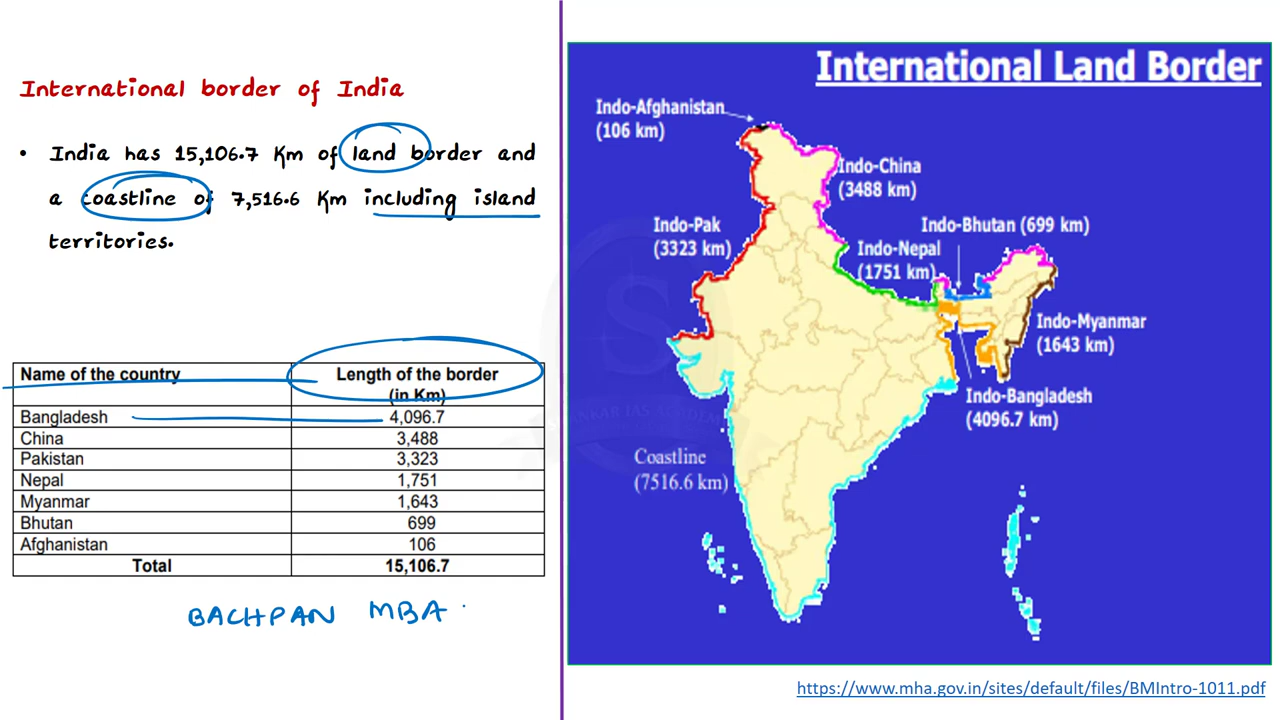 International border of India
• India has 15,106.7 Km of land border and
a coastline of 7,516.6 Km including island
territories.
Name of the country Length of the border
(in Km)
Bangladesh 4,096.7
China 3,488
Pakistan 3,323
Nepal 1,751
Myanmar 1,643
Bhutan 699
Afghanistan 106
Total 15,106.7
BACHPAN MBA
International Land Border
Indo-Afghanistan
(106 km)
Indo-China
(3488 km)
Indo-Pak
(3323 km)
Indo-Bhutan (699 km)
Indo-Nepal
(1751 km)
Indo-Myanmar
(1643 km)
Indo-Bangladesh
(4096.7 km)
Coastline
(7516.6 km)
https://www.mha.gov.in/sites/default/files/BMIntro-1011.pdf